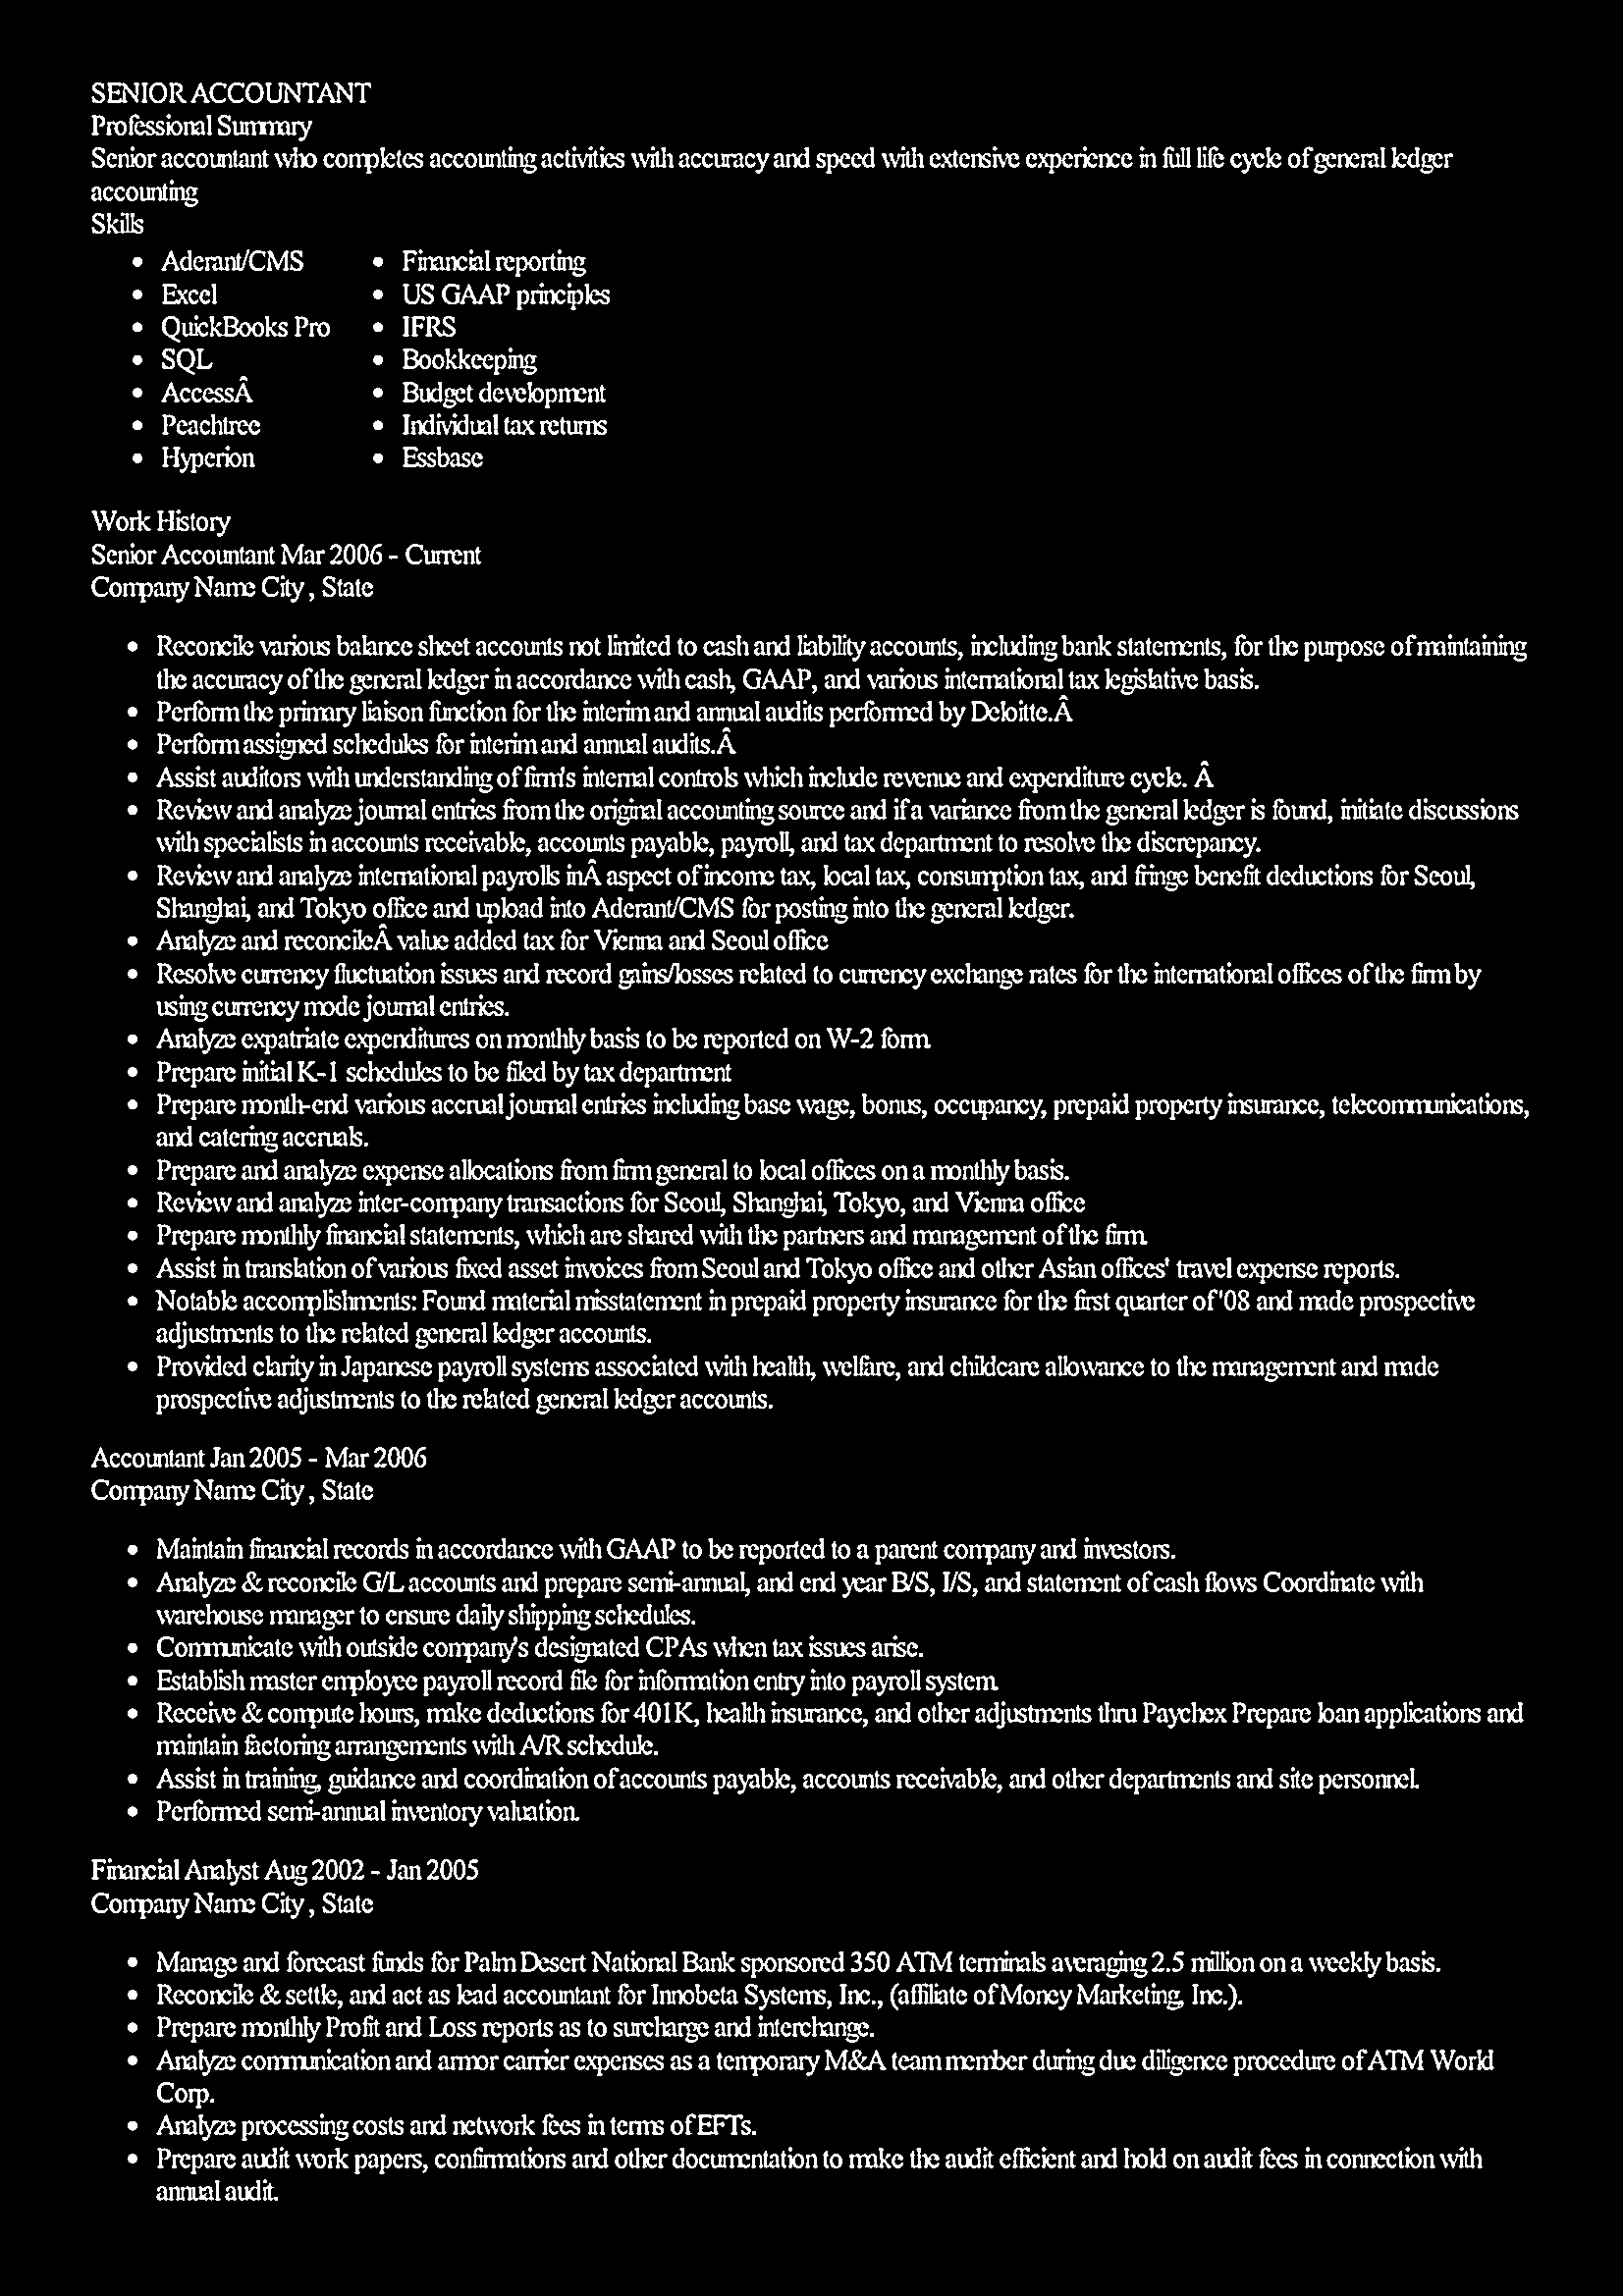 SENIOR ACCOUNTANT
Professional Summary
Senior accountant who completes accounting activities with accuracy and speed with extensive experience in full life cycle of general ledger
accounting
Skills
• Aderant/CMS
• Excel
• QuickBooks Pro
• SQL
• AccessÂ
• Peachtree
• Hyperion
• Financial reporting
• US GAAP principles
• IFRS
• Bookkeeping
• Budget development
• Individual tax returns
• Essbase
Work History
Senior Accountant Mar 2006 - Current
Company Name City , State
• Reconcile various balance sheet accounts not limited to cash and liability accounts, including bank statements, for the purpose of maintaining
the accuracy of the general ledger in accordance with cash, GAAP, and various international tax legislative basis.
• Perform the primary liaison function for the interim and annual audits performed by Deloitte.Â
• Perform assigned schedules for interim and annual audits.Â
• Assist auditors with understanding of firm's internal controls which include revenue and expenditure cycle. Â
• Review and analyze journal entries from the original accounting source and if a variance from the general ledger is found, initiate discussions
with specialists in accounts receivable, accounts payable, payroll, and tax department to resolve the discrepancy.
• Review and analyze international payrolls inÂ aspect of income tax, local tax, consumption tax, and fringe benefit deductions for Seoul,
Shanghai, and Tokyo office and upload into Aderant/CMS for posting into the general ledger.
• Analyze and reconcileÂ value added tax for Vienna and Seoul office
• Resolve currency fluctuation issues and record gains/losses related to currency exchange rates for the international offices of the firm by
using currency mode journal entries.
• Analyze expatriate expenditures on monthly basis to be reported on W-2 form.
• Prepare initial K-1 schedules to be filed by tax department
• Prepare month-end various accrual journal entries including base wage, bonus, occupancy, prepaid property insurance, telecommunications,
and catering accruals.
• Prepare and analyze expense allocations from firm general to local offices on a monthly basis.
• Review and analyze inter-company transactions for Seoul, Shanghai, Tokyo, and Vienna office
• Prepare monthly financial statements, which are shared with the partners and management of the firm.
• Assist in translation of various fixed asset invoices from Seoul and Tokyo office and other Asian offices' travel expense reports.
• Notable accomplishments: Found material misstatement in prepaid property insurance for the first quarter of '08 and made prospective
adjustments to the related general ledger accounts.
• Provided clarity in Japanese payroll systems associated with health, welfare, and childcare allowance to the management and made
prospective adjustments to the related general ledger accounts.
Accountant Jan 2005 - Mar 2006
Company Name City , State
• Maintain financial records in accordance with GAAP to be reported to a parent company and investors.
• Analyze & reconcile G/L accounts and prepare semi-annual, and end year B/S, I/S, and statement of cash flows Coordinate with
warehouse manager to ensure daily shipping schedules.
• Communicate with outside company's designated CPAs when tax issues arise.
• Establish master employee payroll record file for information entry into payroll system.
• Receive & compute hours, make deductions for 401K, health insurance, and other adjustments thru Paychex Prepare loan applications and
maintain factoring arrangements with A/R schedule.
• Assist in training, guidance and coordination of accounts payable, accounts receivable, and other departments and site personnel.
• Performed semi-annual inventory valuation.
Financial Analyst Aug 2002 - Jan 2005
Company Name City , State
• Manage and forecast funds for Palm Desert National Bank sponsored 350 ATM terminals averaging 2.5 million on a weekly basis.
• Reconcile & settle, and act as lead accountant for Innobeta Systems, Inc., (affiliate of Money Marketing, Inc.).
• Prepare monthly Profit and Loss reports as to surcharge and interchange.
• Analyze communication and armor carrier expenses as a temporary M&A team member during due diligence procedure of ATM World
Corp.
• Analyze processing costs and network fees in terms of EFTs.
• Prepare audit work papers, confirmations and other documentation to make the audit efficient and hold on audit fees in connection with
annual audit.